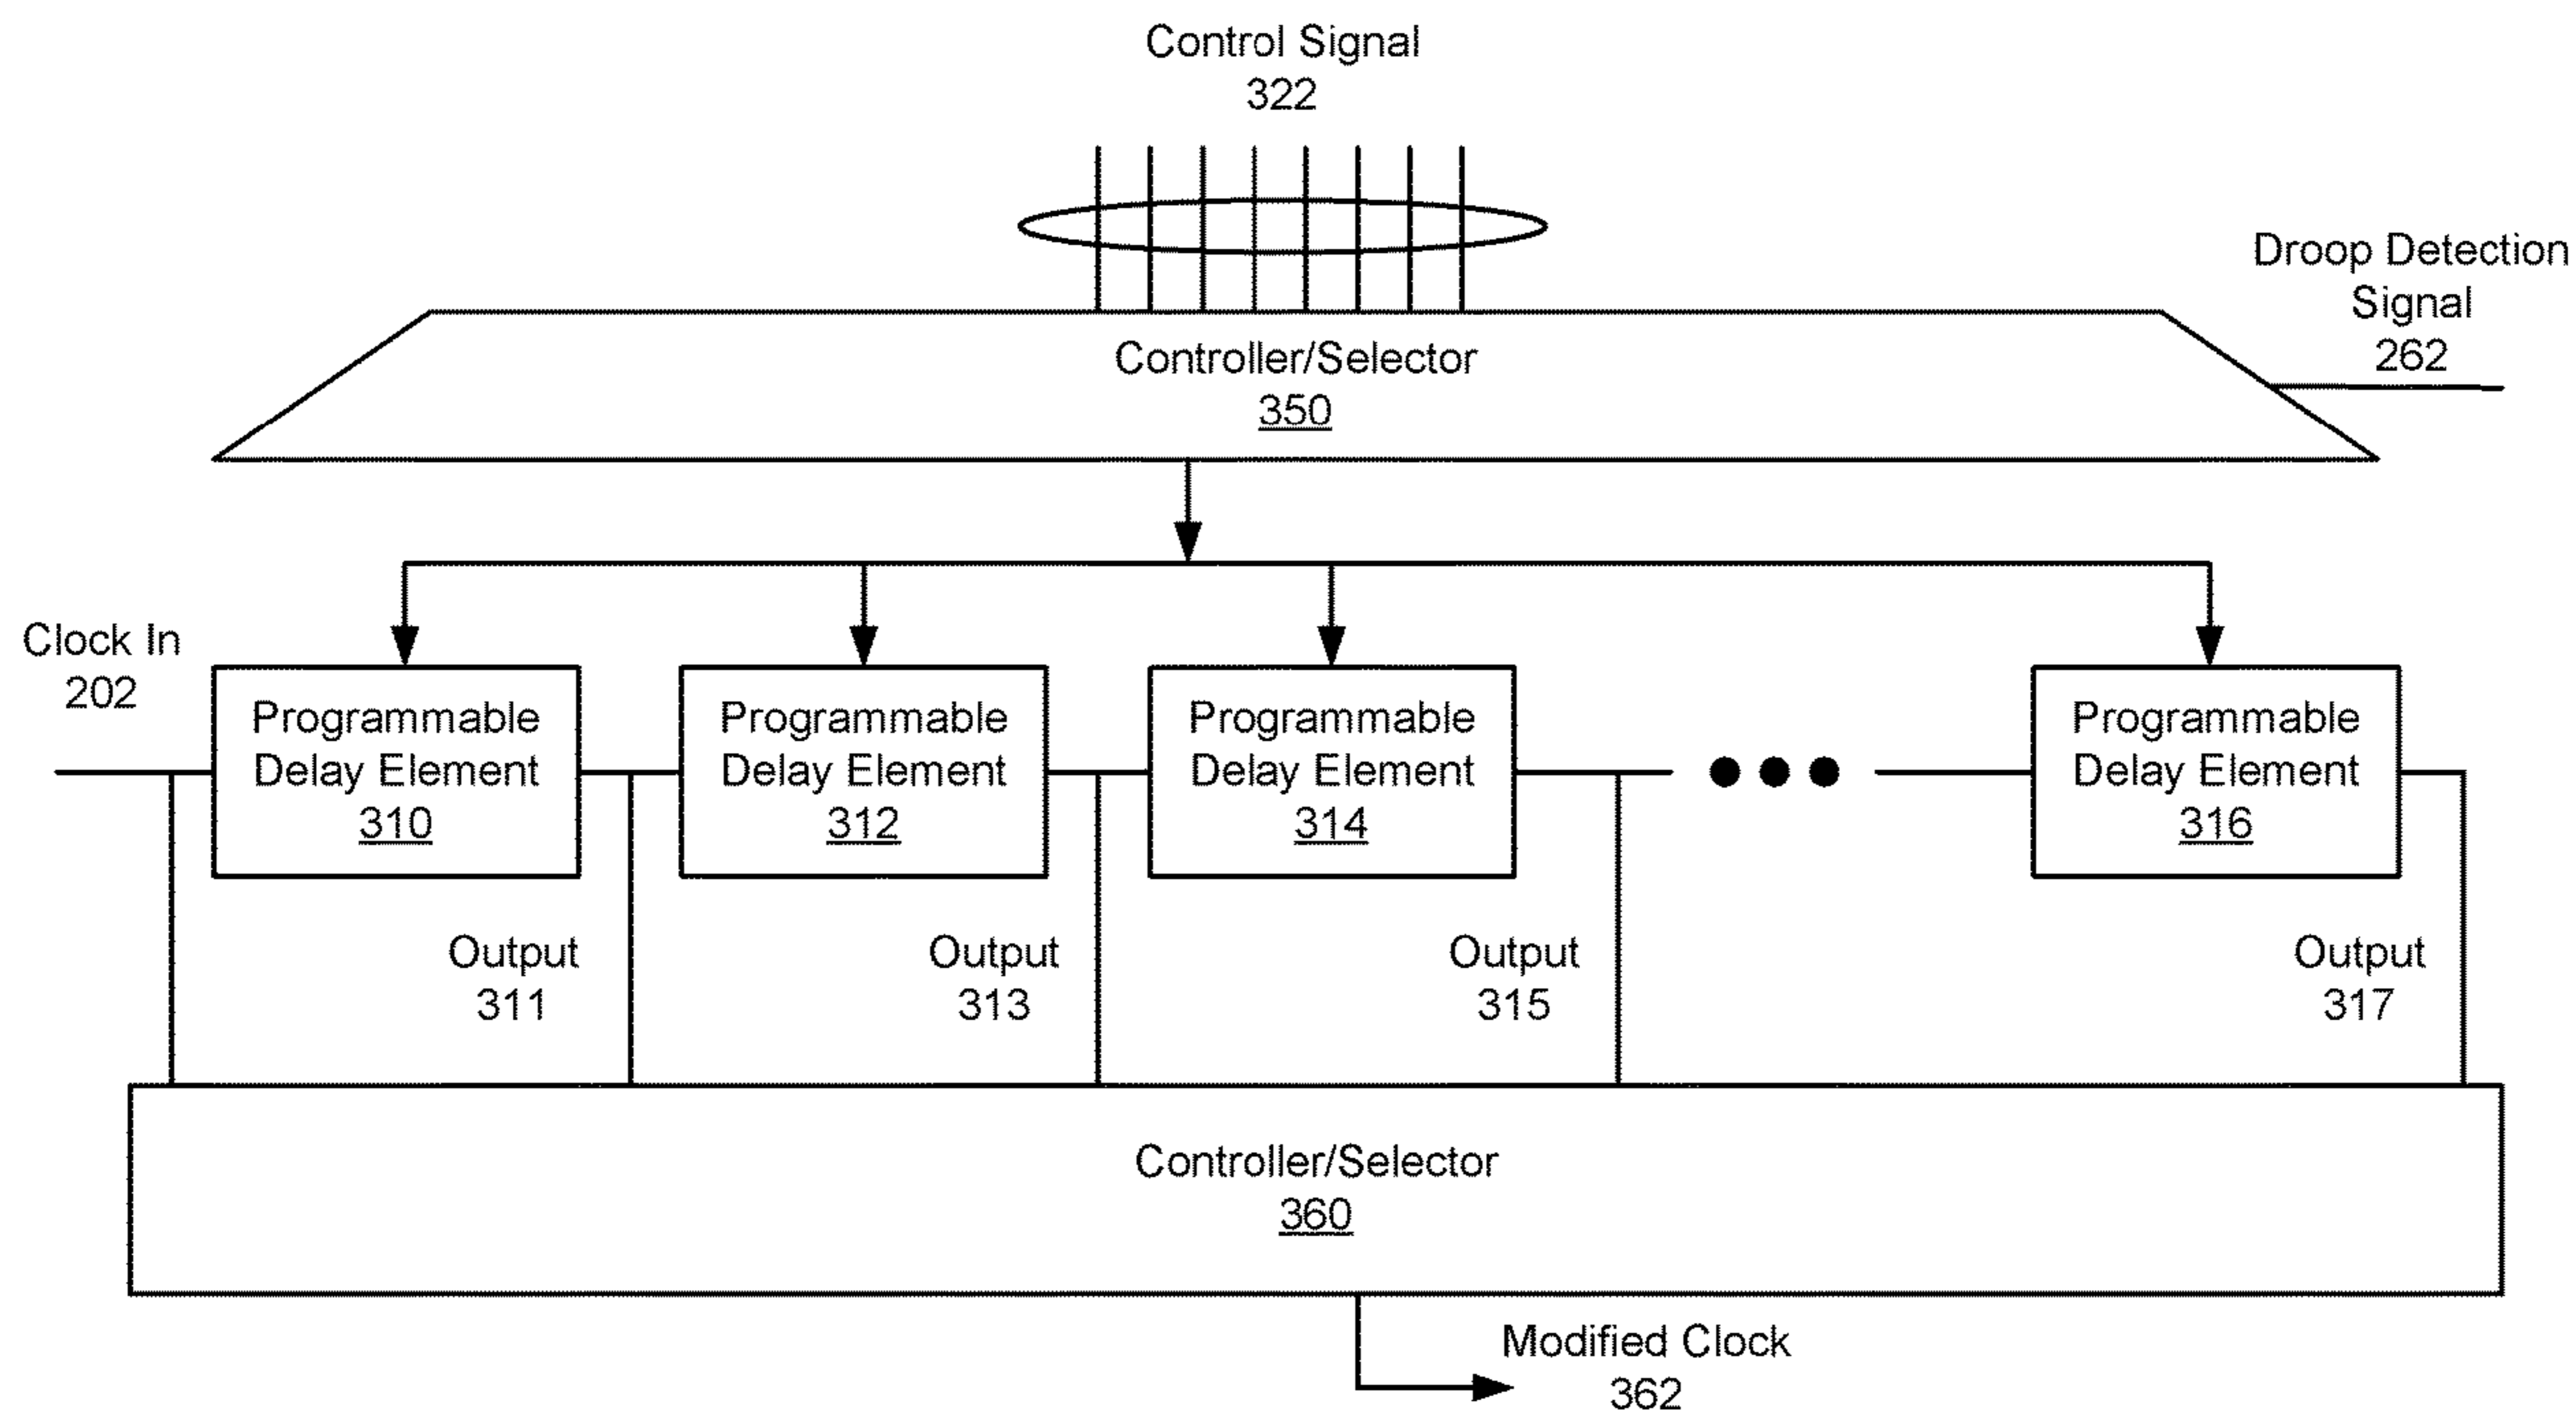 Control Signal
322
Droop Detection
Signal
262
Controller/Selector
350
Clock In
202
Programmable
Delay Element
310
Programmable
Delay Element
312
Programmable
Delay Element
314
Programmable
Delay Element
316
Output
311
Output
313
Output
315
Output
317
Controller/Selector
360
Modified Clock
362